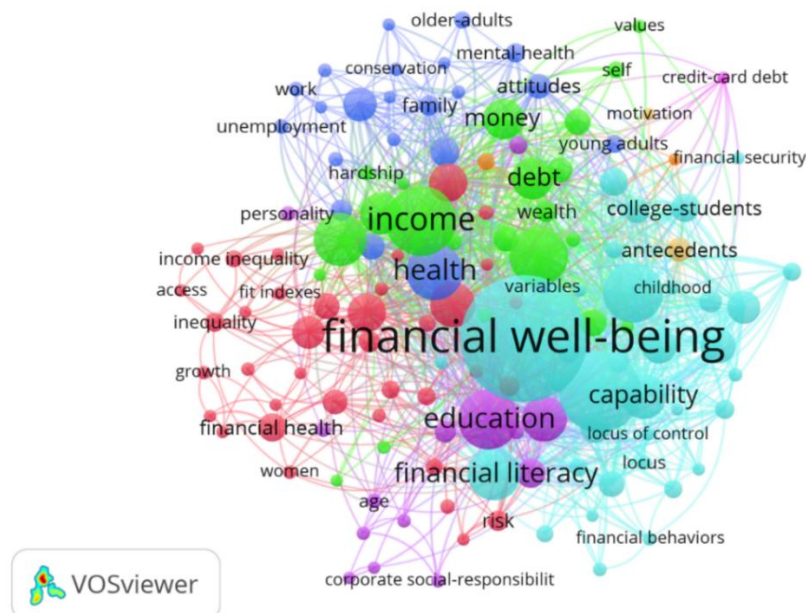 older-adults
values
mental-health
conservation
self
credit-card debt
work
attitudes
family
money
motivation
unemployment
young adults
hardship
debt
financial security
personality
wealth
college-students
income
income inequality
health
antecedents
access
fit indexes
variables
childhood
inequality
financial well-being
growth
capability
education
financial health
locus of control
women
financial literacy
locus
age
risk
financial behaviors
corporate social-responsibilit
VOSviewer